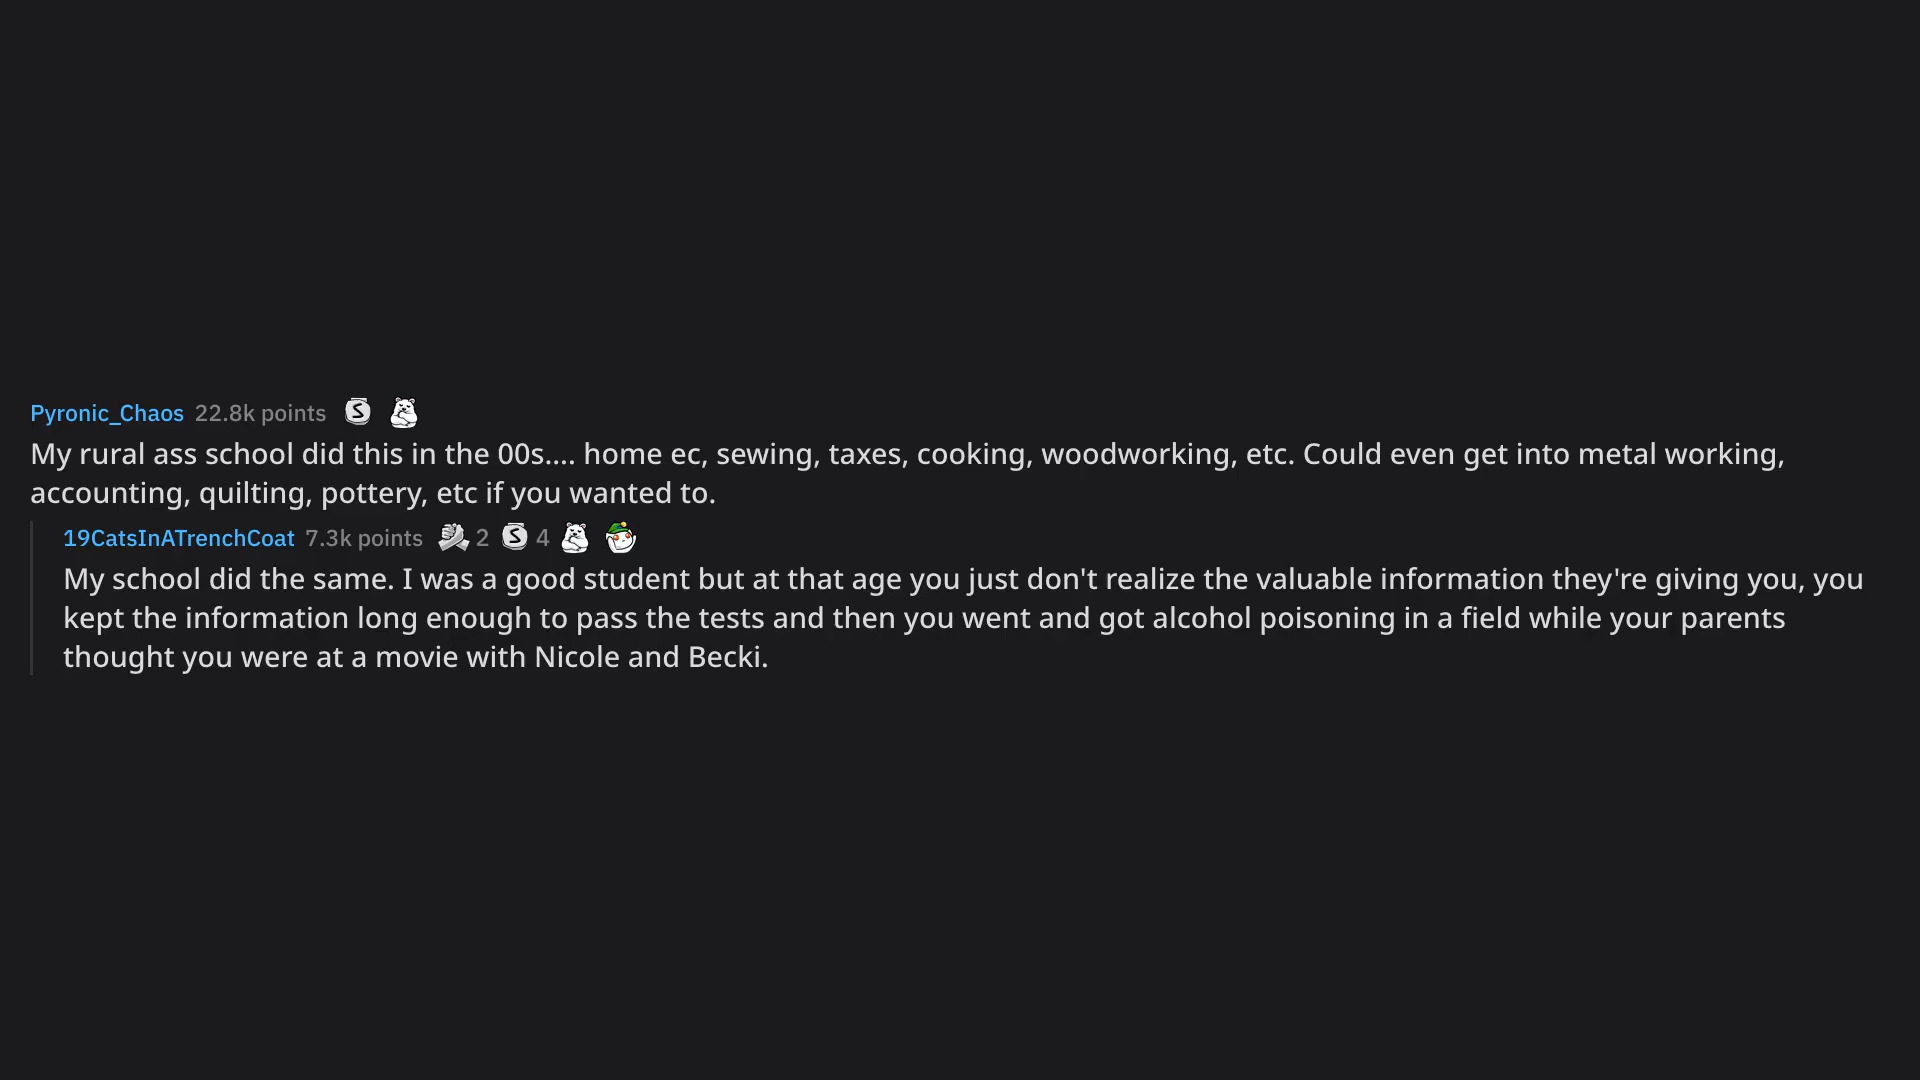 Pyronic_Chaos 22.8k points S
My rural ass school did this in the 00s.... home ec, sewing, taxes, cooking, woodworking, etc. Could even get into metal working,
accounting, quilting, pottery, etc if you wanted to.
19CatsInATrenchCoat 7.3k points 2 S 4
My school did the same. I was a good student but at that age you just don't realize the valuable information they're giving you, you
kept the information long enough to pass the tests and then you went and got alcohol poisoning in a field while your parents
thought you were at a movie with Nicole and Becki.